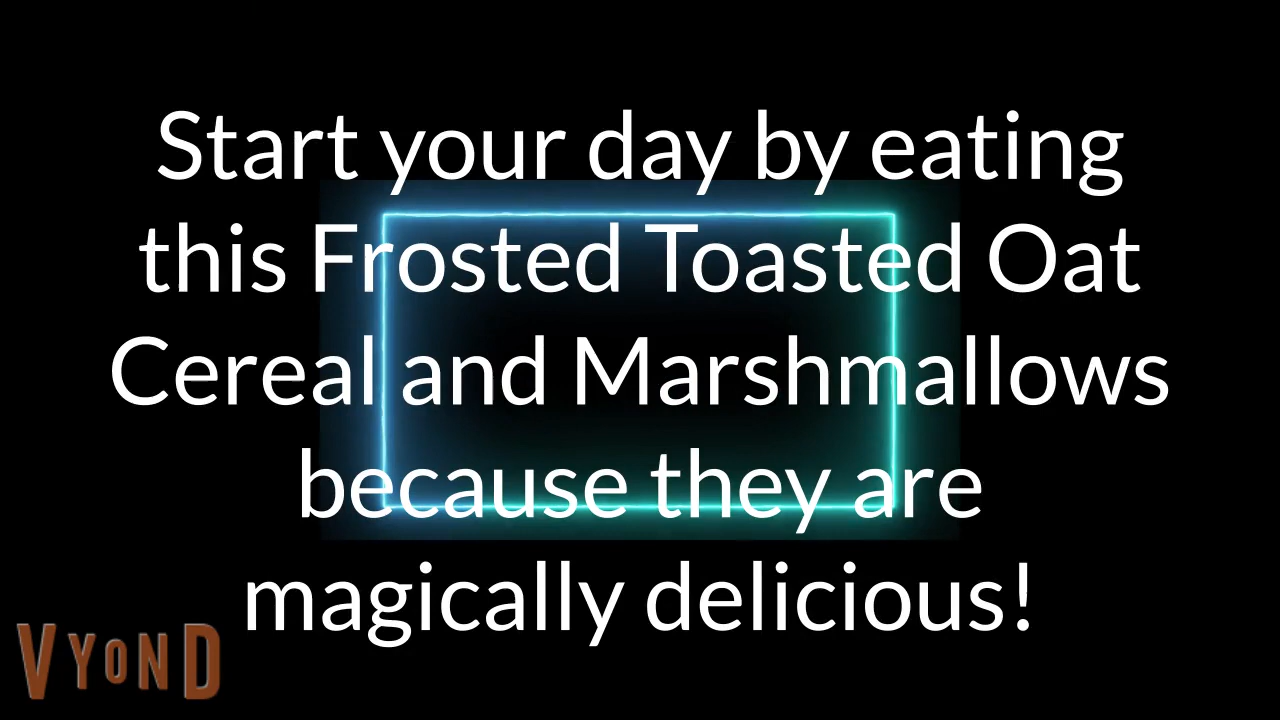 Start your day by eating
this Frosted Toasted Oat
Cereal and Marshmallows
because they are
magically delicious!
VYOND